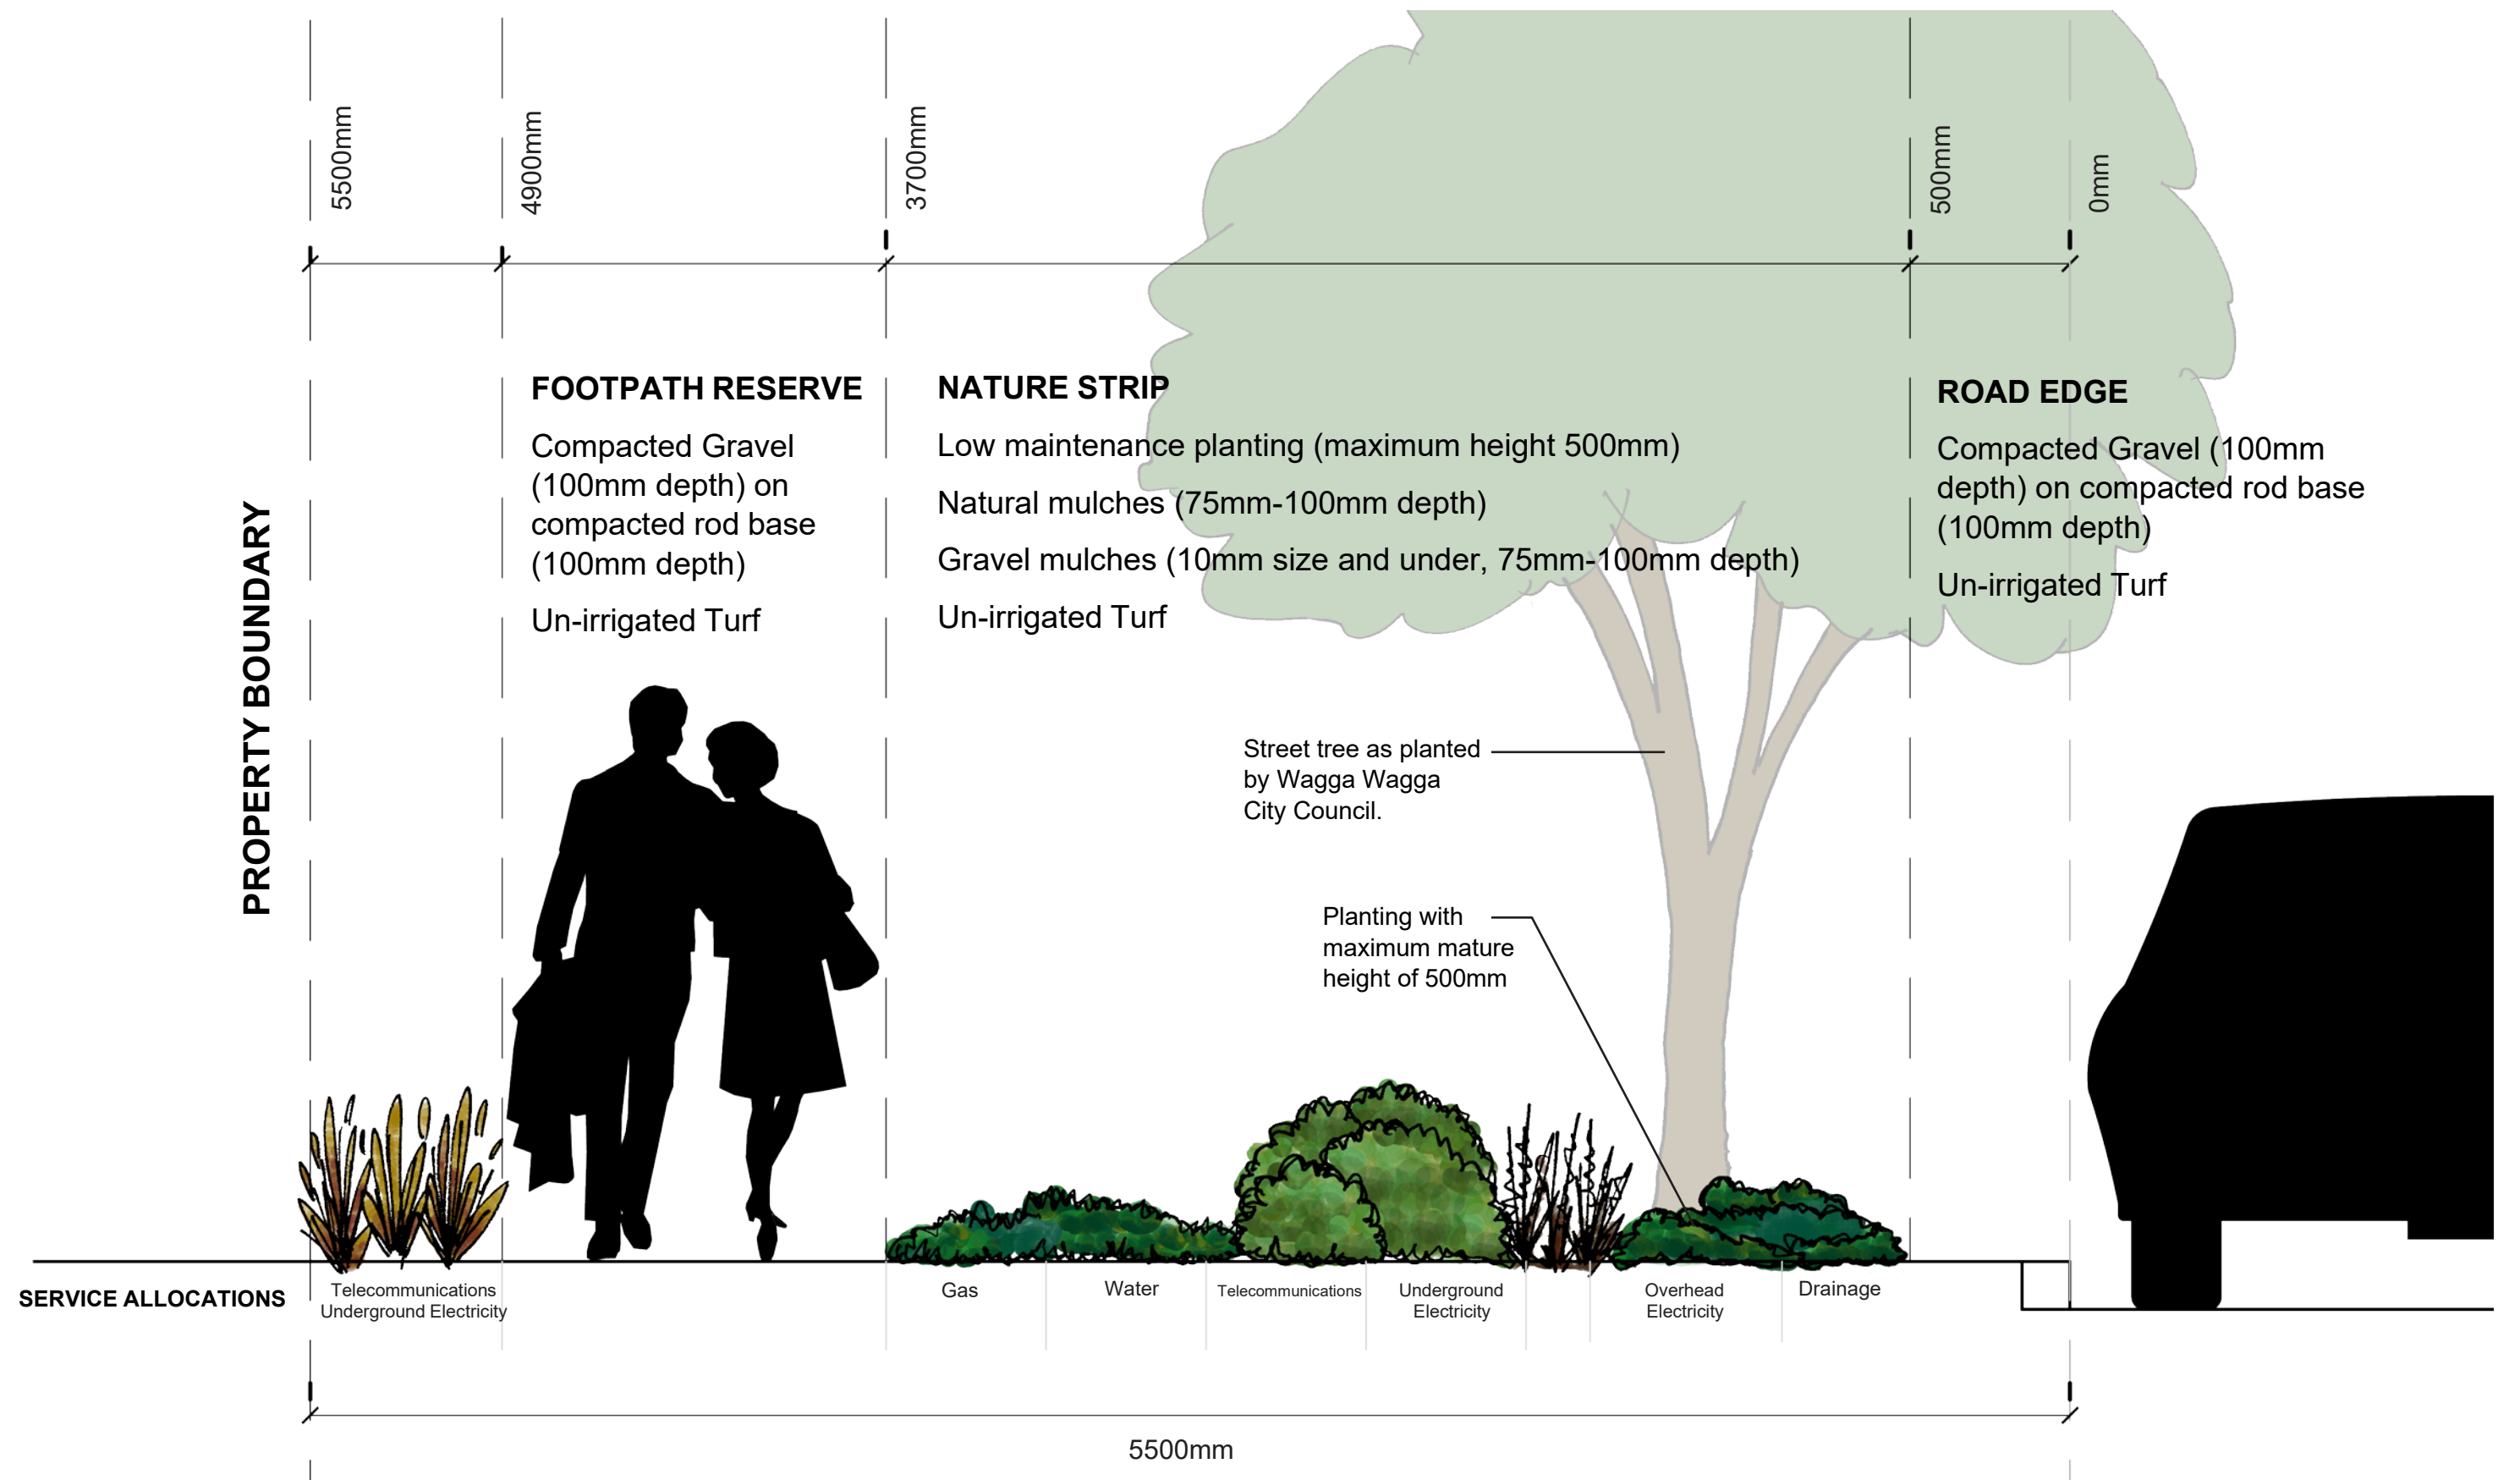 5500mm
4900mm
3700mm
500mm
0mm
PROPERTY BOUNDARY
FOOTPATH RESERVE
Compacted Gravel
(100mm depth) on
compacted rod base
(100mm depth)
Un-irrigated Turf
NATURE STRIP
Low maintenance planting (maximum height 500mm)
Natural mulches (75mm-100mm depth)
Gravel mulches (10mm size and under, 75mm-100mm depth)
Un-irrigated Turf
ROAD EDGE
Compacted Gravel (100mm
depth) on compacted rod base
(100mm depth)
Un-irrigated Turf
Street tree as planted
by Wagga Wagga
City Council.
Planting with
maximum mature
height of 500mm
SERVICE ALLOCATIONS
Telecommunications
Underground Electricity
Gas
Water
Telecommunications
Underground
Electricity
Overhead
Electricity
Drainage
5500mm